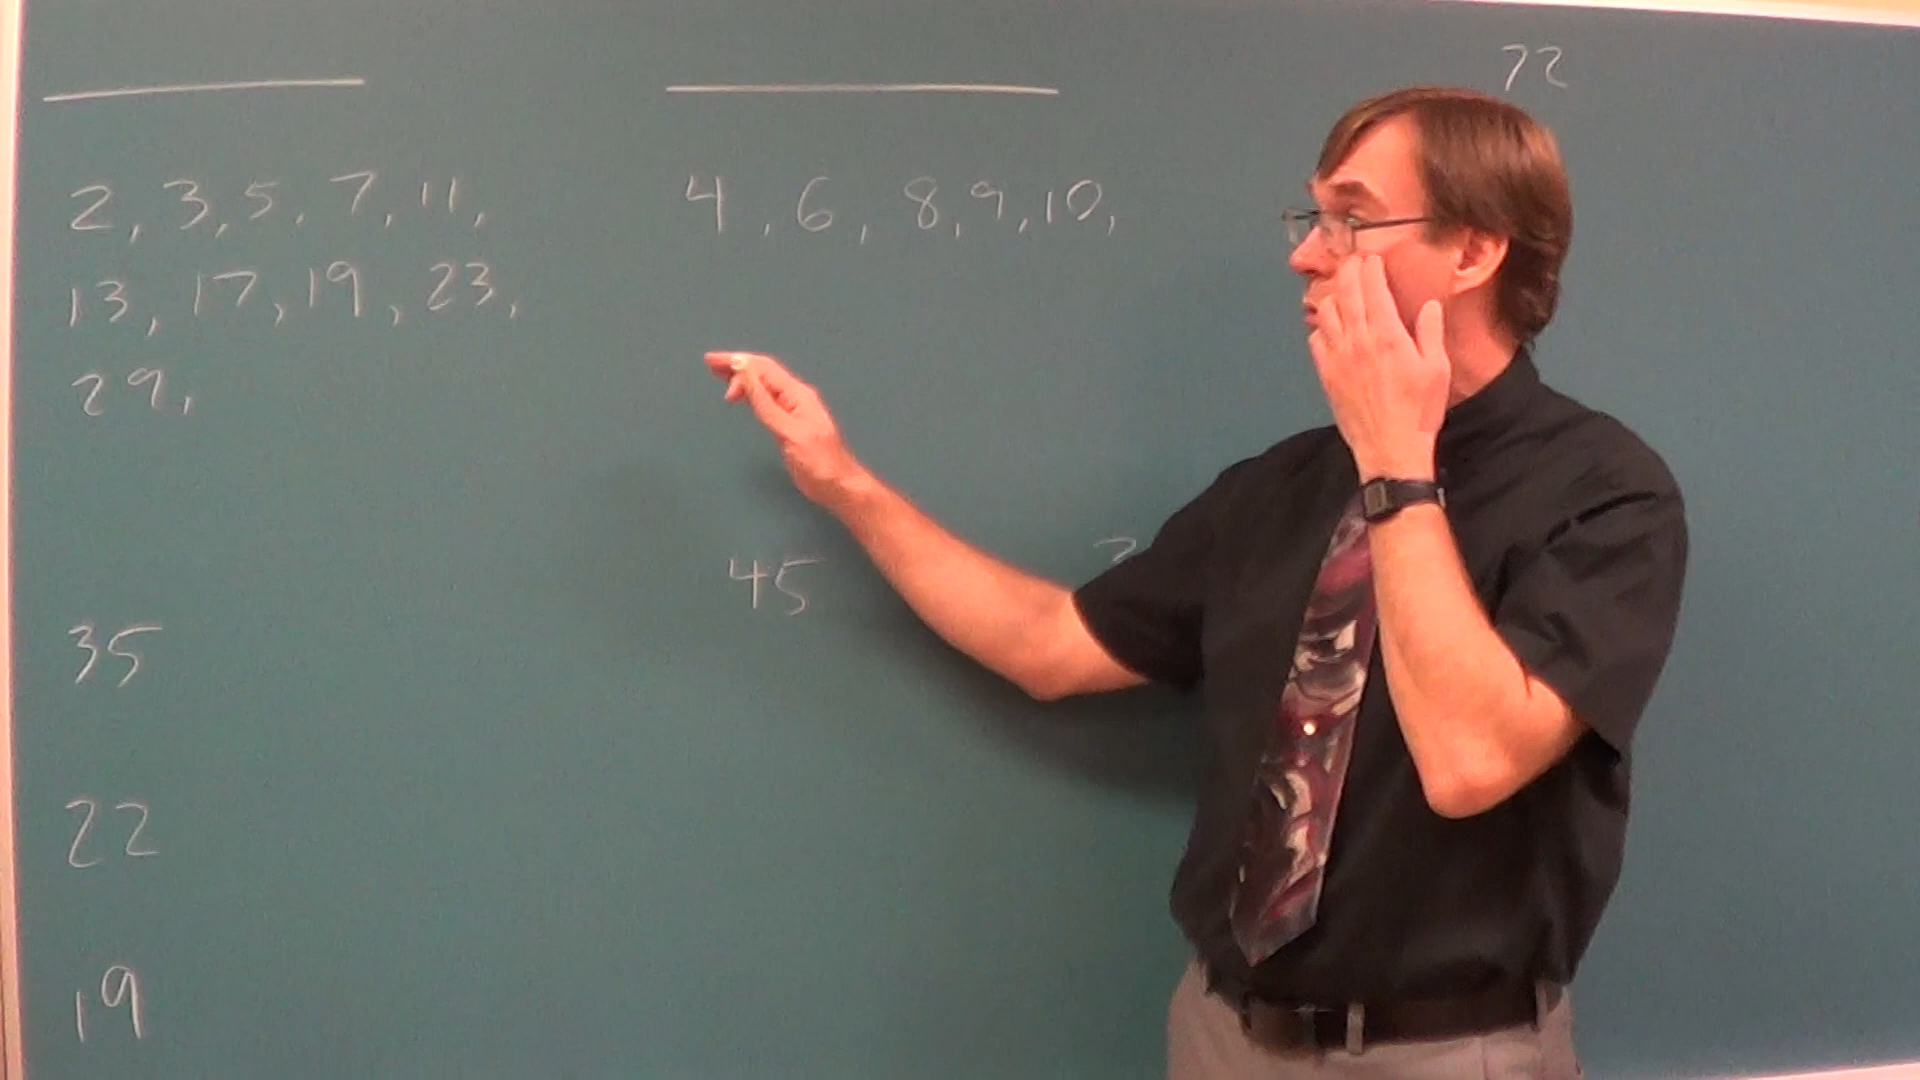 2, 3, 5, 7, 11,
13, 17, 19, 23,
29,
35
22
19
4, 6, 8, 9, 10,
45
72